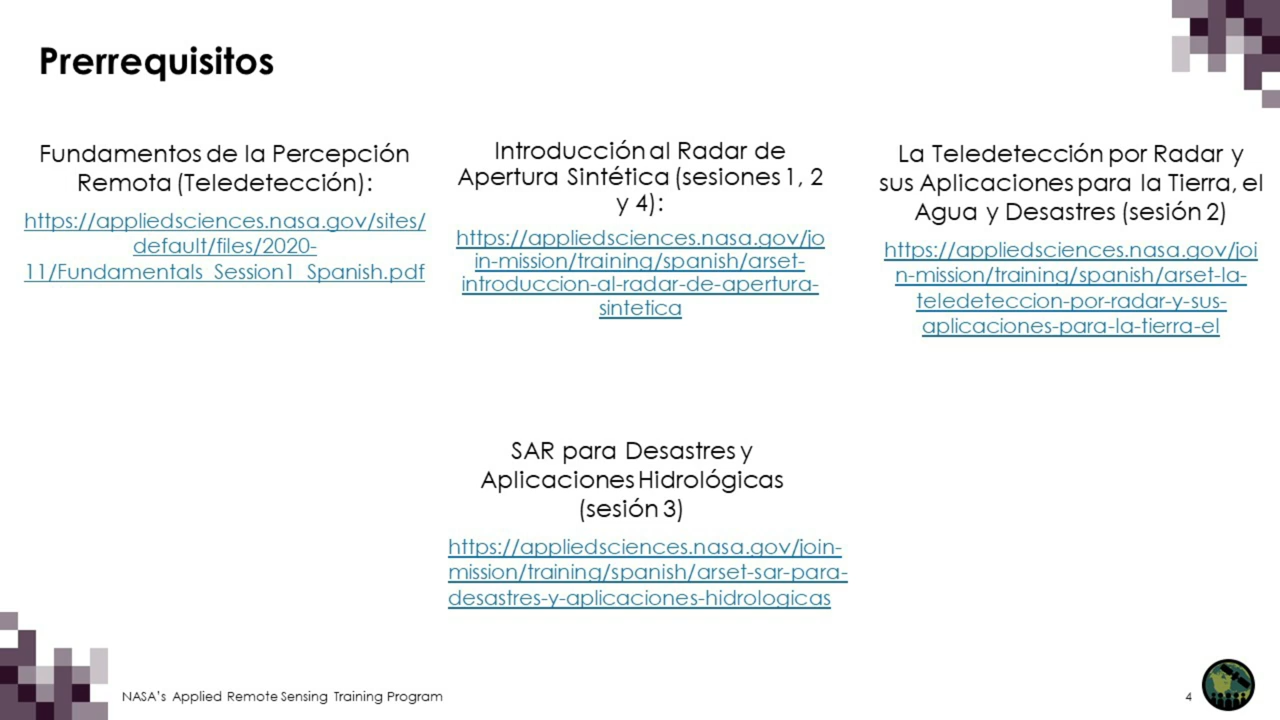 Prerrequisitos
Fundamentos de la Percepción
Remota (Teledetección):
https://appliedsciences.nasa.gov/sites/
default/files/2020-
11/Fundamentals_Session1_Spanish.pdf
Introducción al Radar de
Apertura Sintética (sesiones 1, 2
y 4):
https://appliedsciences.nasa.gov/jo
in-mission/training/spanish/arset-
introduccion-al-radar-de-apertura-
sintetica
La Teledetección por Radar y
sus Aplicaciones para la Tierra, el
Agua y Desastres (sesión 2)
https://appliedsciences.nasa.gov/joi
n-mission/training/spanish/arset-la-
teledeteccion-por-radar-y-sus-
aplicaciones-para-la-tierra-el
SAR para Desastres y
Aplicaciones Hidrológicas
(sesión 3)
https://appliedsciences.nasa.gov/join-
mission/training/spanish/arset-sar-para-
desastres-y-aplicaciones-hidrologicas
NASA's Applied Remote Sensing Training Program
4